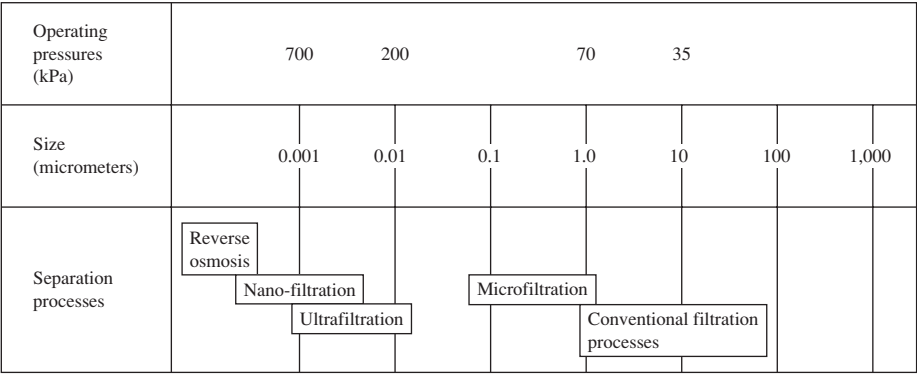 Operating
pressures
(kPa)
700 200 70 35
Size
(micrometers)
0.001 0.01 0.1 1.0 10 100 1,000
Separation
processes
Reverse
osmosis
Nano-filtration
Ultrafiltration
Microfiltration
Conventional filtration
processes